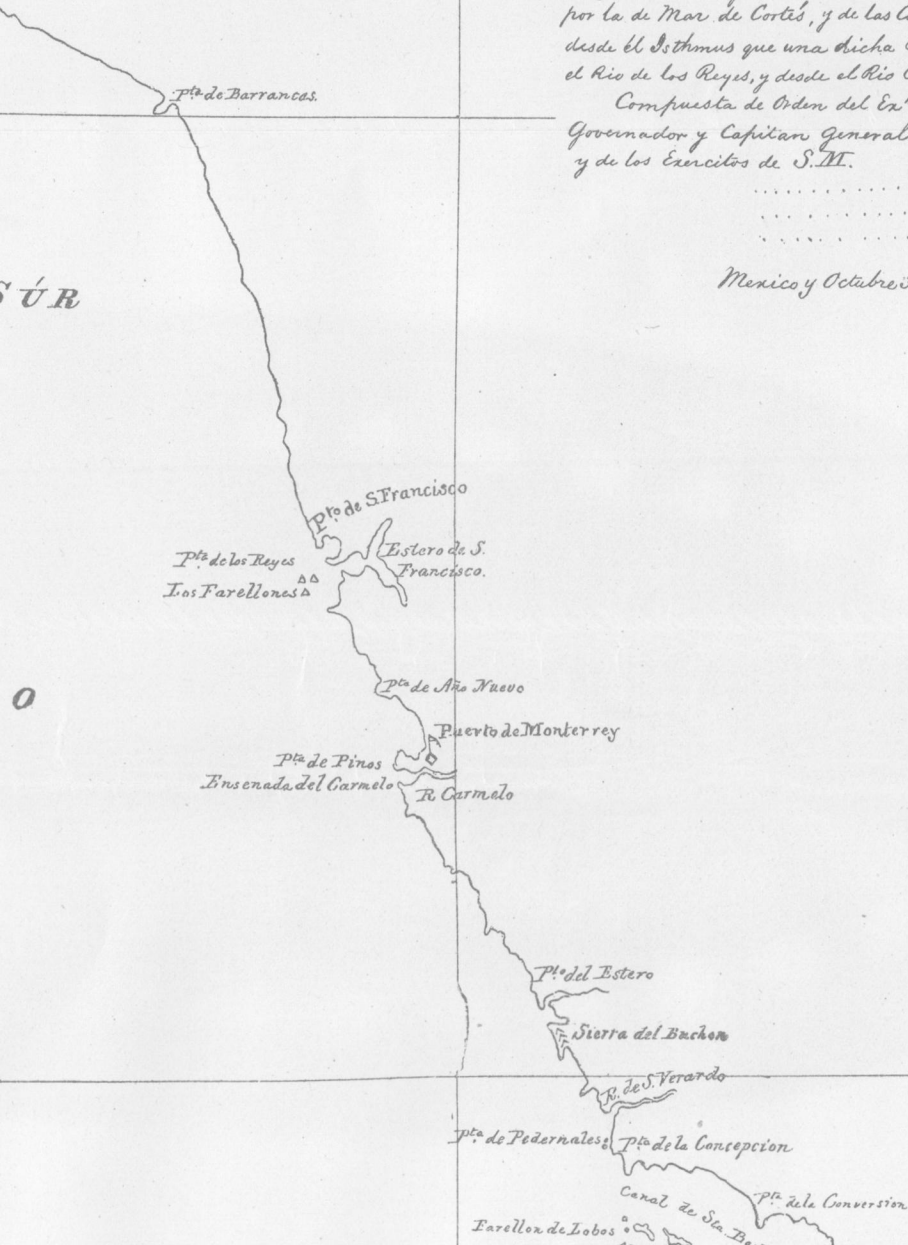 por la de Mar de Cortés, y de las
desde él Isthmus que una dicha
el Rio de los Reyes, y desde el Rio
Compuesta de Orden del Exᵒ
Governador y Capitan General
y de los Exercitos de S.M.
Mexico y Octubre
Pta de Barrancas.
SÚR
Pto de S. Francisco
Estero de S.
Francisco.
Pta de los Reyes
Los Farellones
O
Pta de Año Nuevo
Puerto de Monterrey
Pta de Pinos
Ensenada del Carmelo
R Carmelo
Pto del Estero
Sierra del Buchon
R. de S. Verardo
Pta de Pedernales
Pta de la Concepcion
Canal de Sta
Pta dela Conversion
Farellon de Lobos